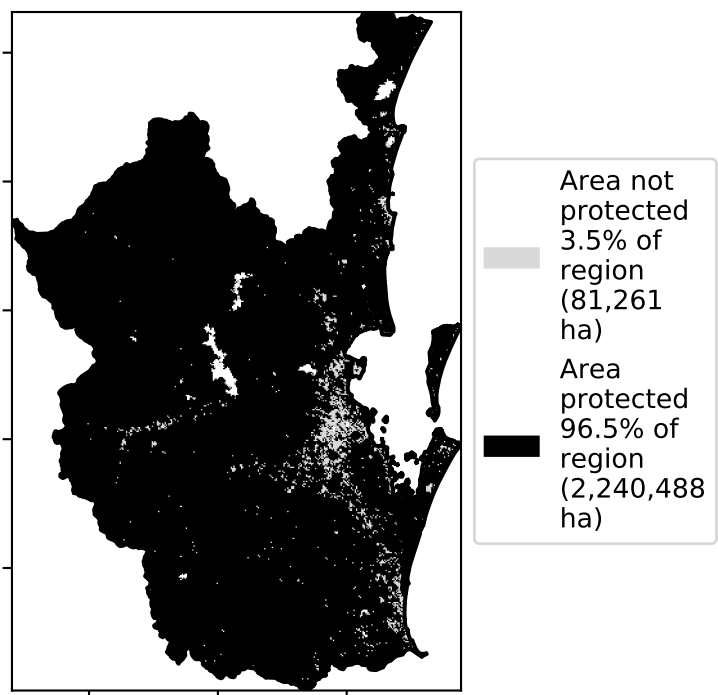 Area not
protected
3.5% of
region
(81,261
ha)
Area
protected
96.5% of
region
(2,240,488
ha)